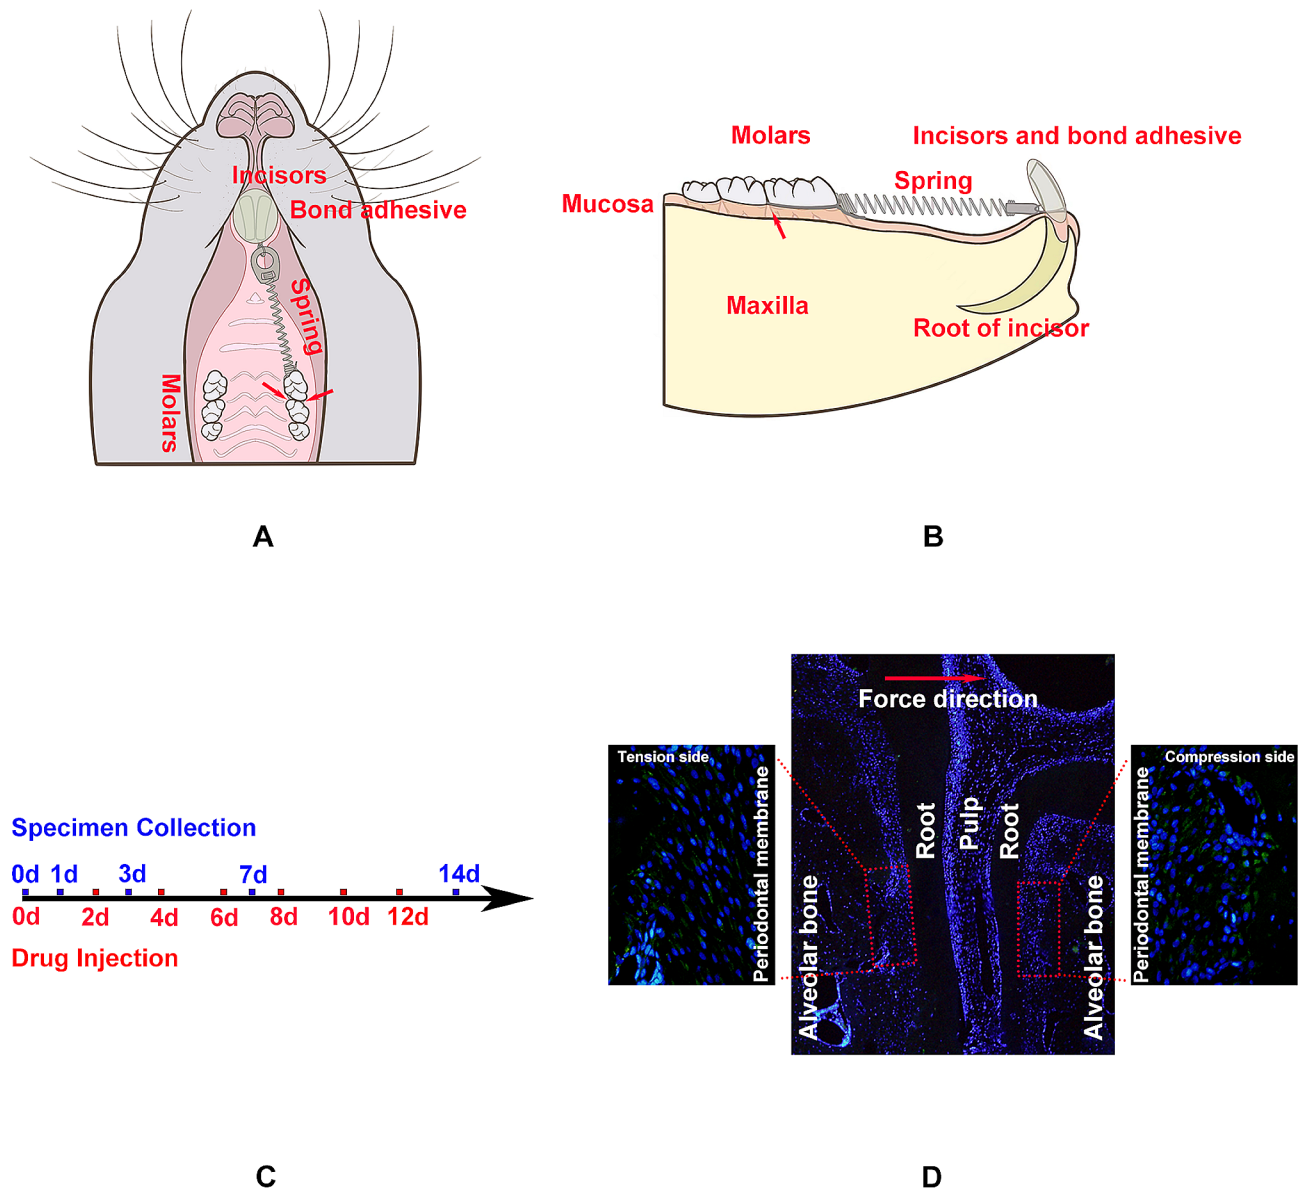 Incisors
Bond adhesive
Spring
Molars
A
Molars
Incisors and bond adhesive
Spring
Mucosa
Maxilla
Root of incisor
B
Specimen Collection
0d 1d 3d 7d 14d
0d 2d 4d 6d 8d 10d 12d
Drug Injection
C
Force direction
Tension side
Periodontal membrane
Alveolar bone
Root
Pulp
Root
Alveolar bone
Compression side
Periodontal membrane
D